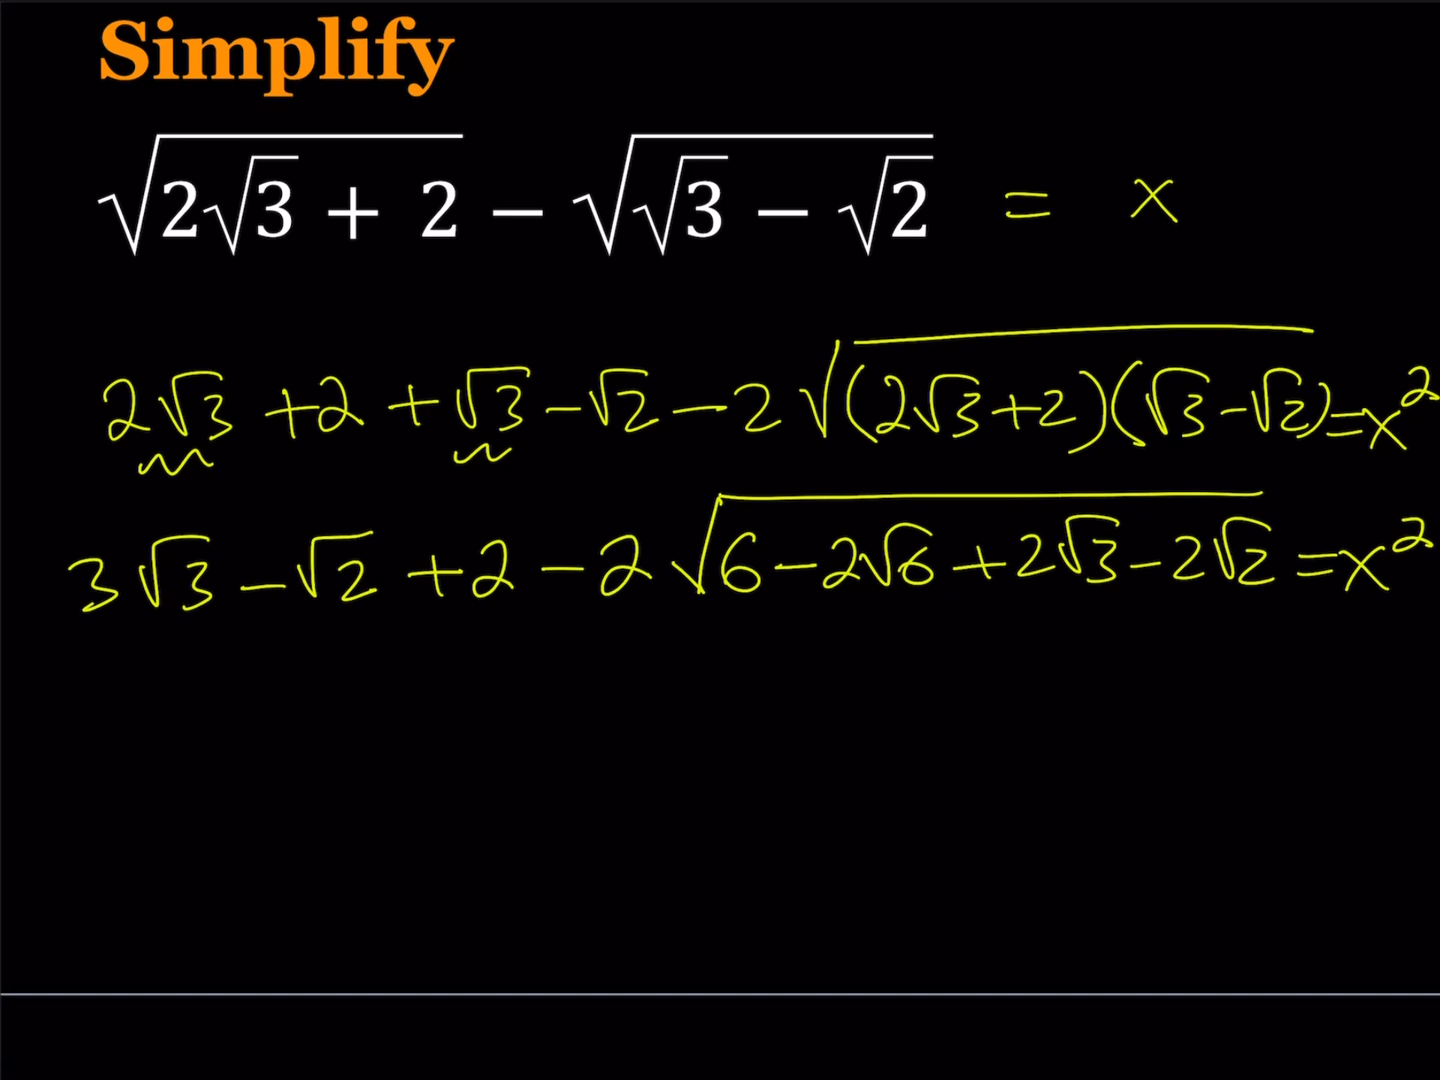 Simplify
√(2√3 + 2) − √(√3 − √2) = x
2√3 + 2 + √3 − √2 − 2√((2√3+2)(√3−√2)) = x²
3√3 − √2 + 2 − 2√(6 − 2√6 + 2√3 − 2√2) = x²